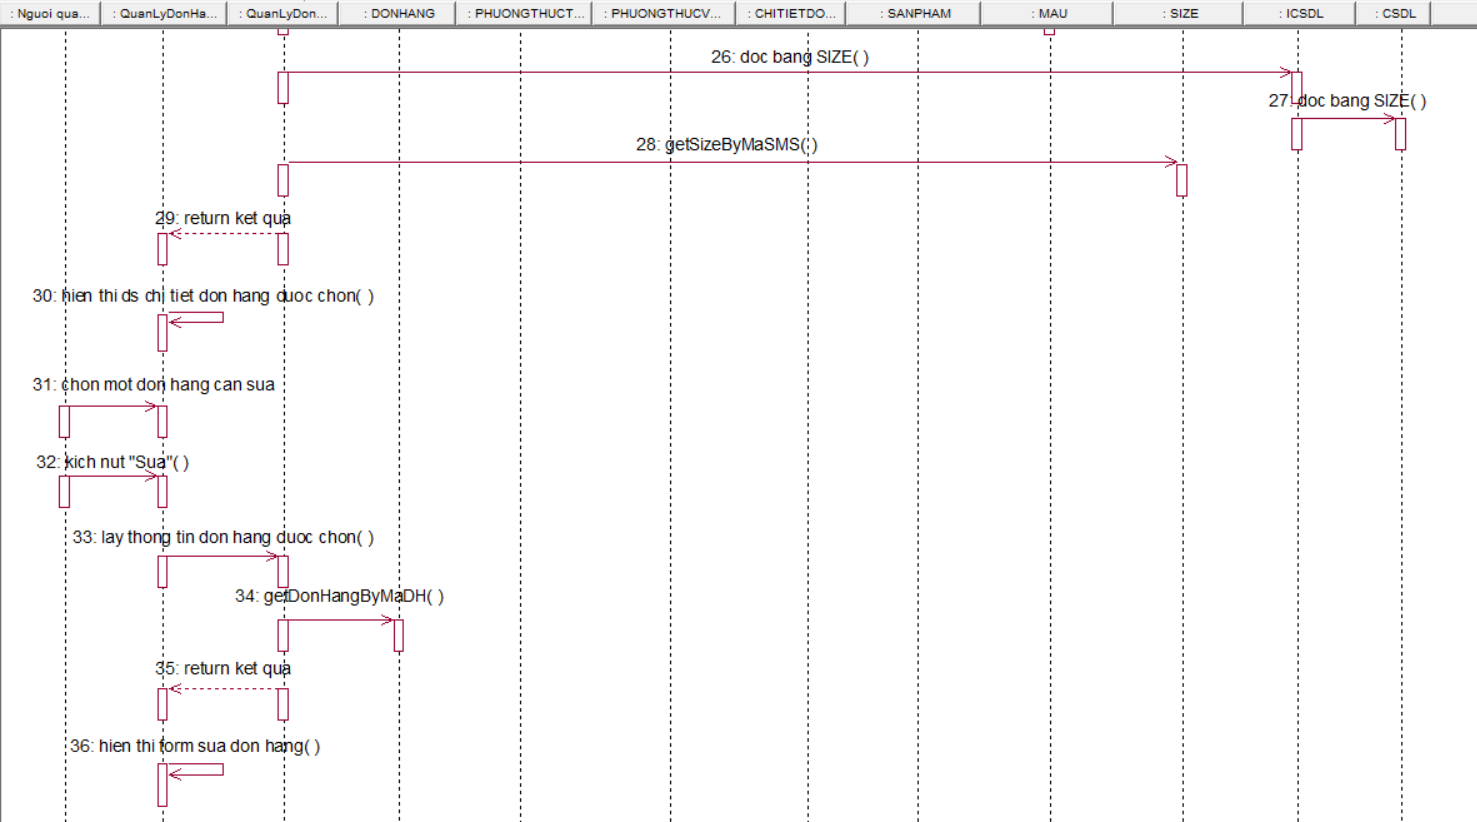 : Nguoi qua...
: QuanLyDonHa...
: QuanLyDon...
: DONHANG
: PHUONGTHUCT...
: PHUONGTHUCV...
: CHITIETDO...
: SANPHAM
: MAU
: SIZE
: ICSDL
: CSDL
26: doc bang SIZE( )
27: doc bang SIZE( )
28: getSizeByMaSMS( )
29: return ket qua
30: hien thi ds chi tiet don hang duoc chon( )
31: chon mot don hang can sua
32: kich nut "Sua"( )
33: lay thong tin don hang duoc chon( )
34: getDonHangByMaDH( )
35: return ket qua
36: hien thi form sua don hang( )